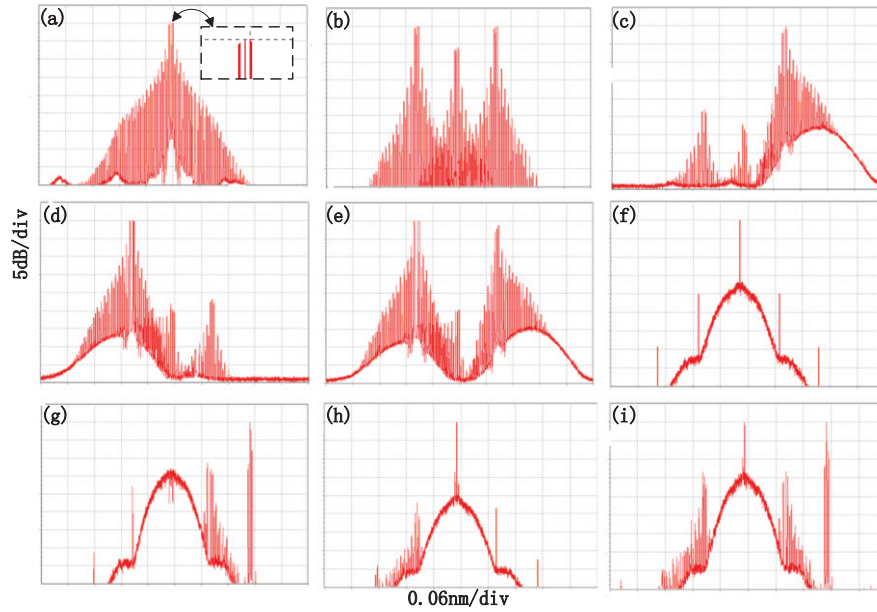 (a)
(b)
(c)
(d)
(e)
(f)
(g)
(h)
(i)
5dB/div
0.06nm/div